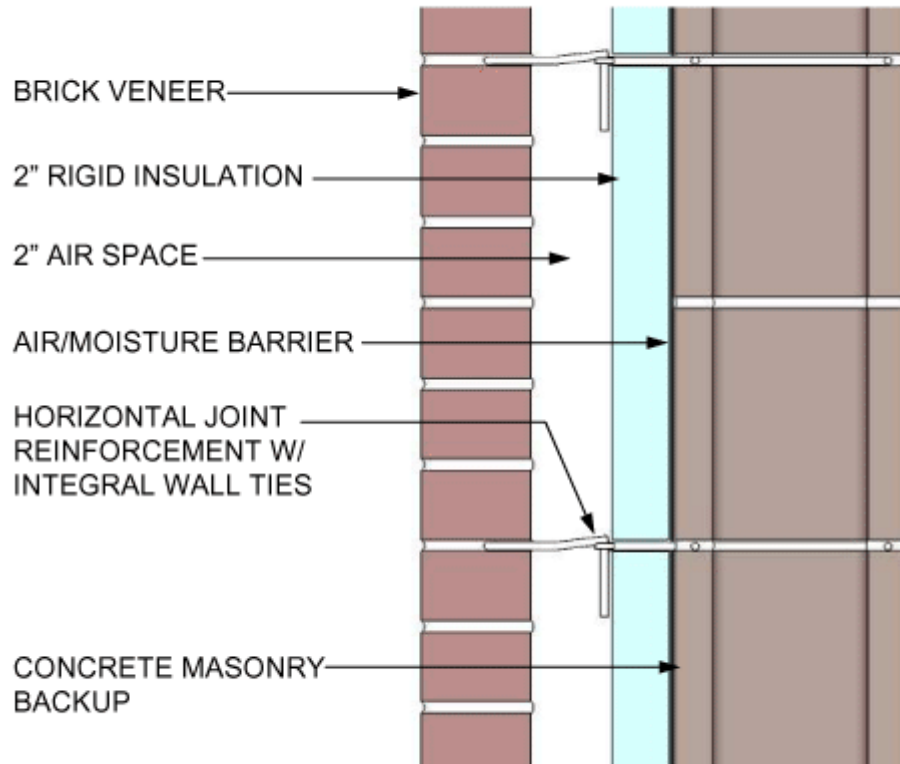 BRICK VENEER
2” RIGID INSULATION
2” AIR SPACE
AIR/MOISTURE BARRIER
HORIZONTAL JOINT
REINFORCEMENT W/
INTEGRAL WALL TIES
CONCRETE MASONRY
BACKUP